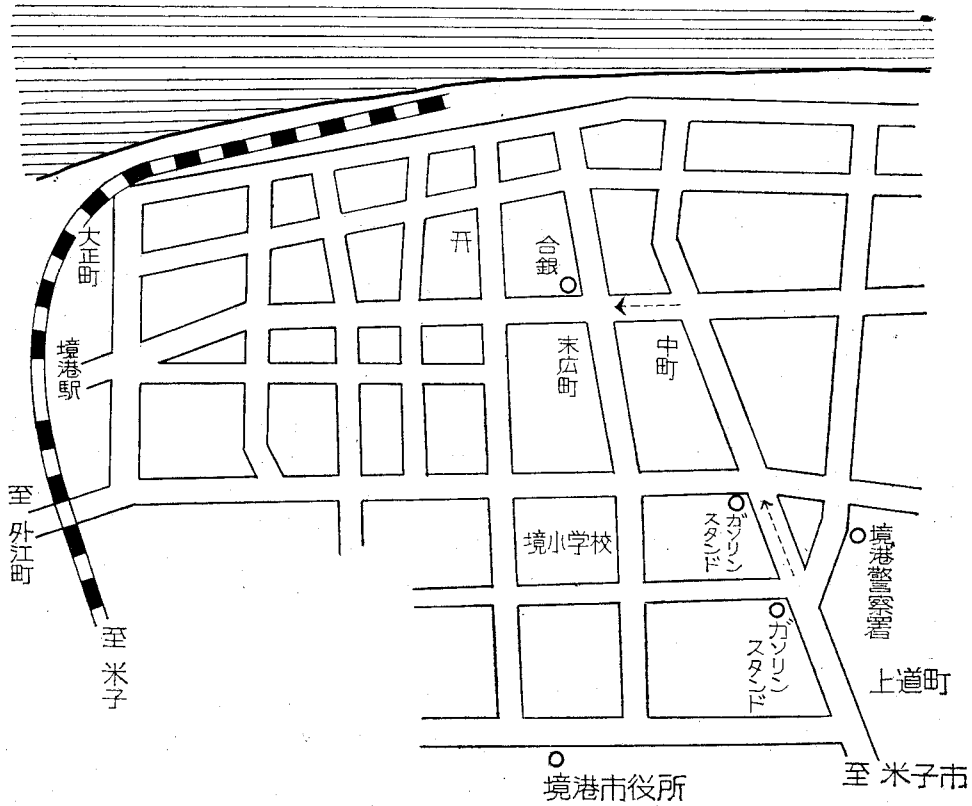 大正町
合銀
境港駅
末広町
中町
至外江町
境小学校
ガソリン
スタンド
境港警察署
至米子
ガソリン
スタンド
上道町
境港市役所
至米子市